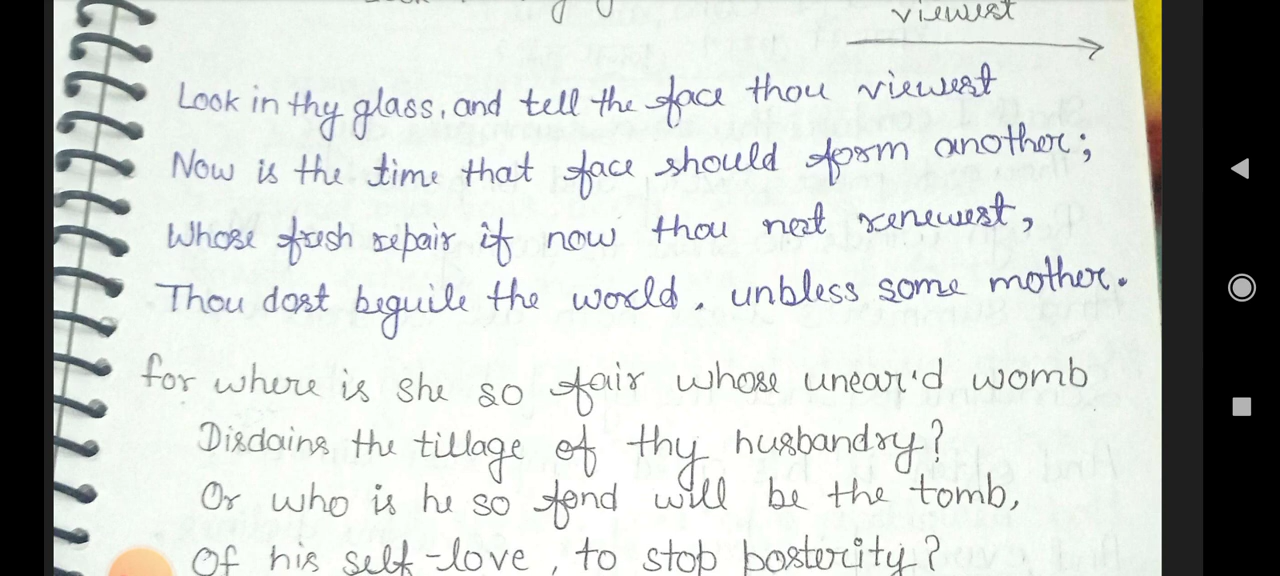 viewest
Look in thy glass, and tell the face thou viewest
Now is the time that face should form another;
Whose fresh repair if now thou not renewest,
Thou dost beguile the world, unbless some mother.
for where is she so fair whose unear'd womb
Disdains the tillage of thy husbandry?
Or who is he so fond will be the tomb,
Of his self-love, to stop posterity?